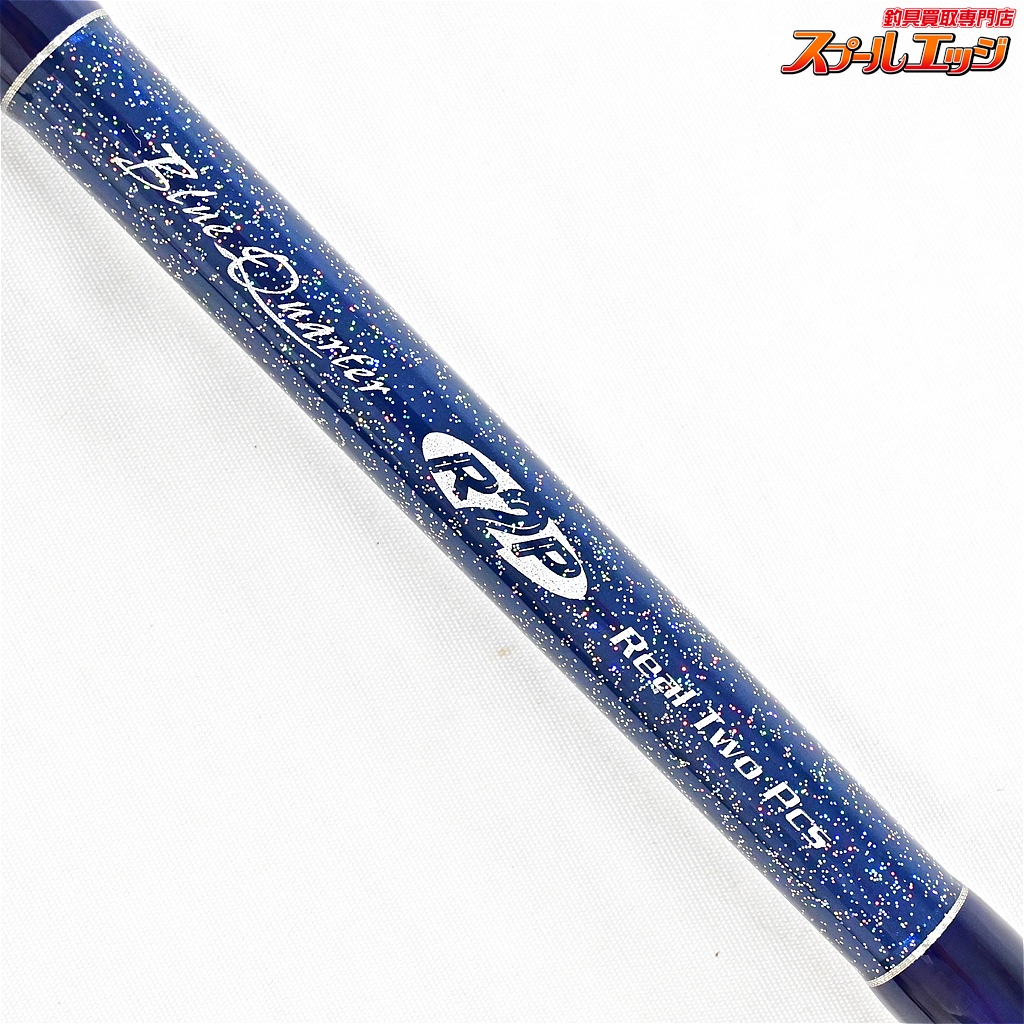 釣具買取専門店
スプールエッジ
Blue Quarter
R2P
Real Two Pcs